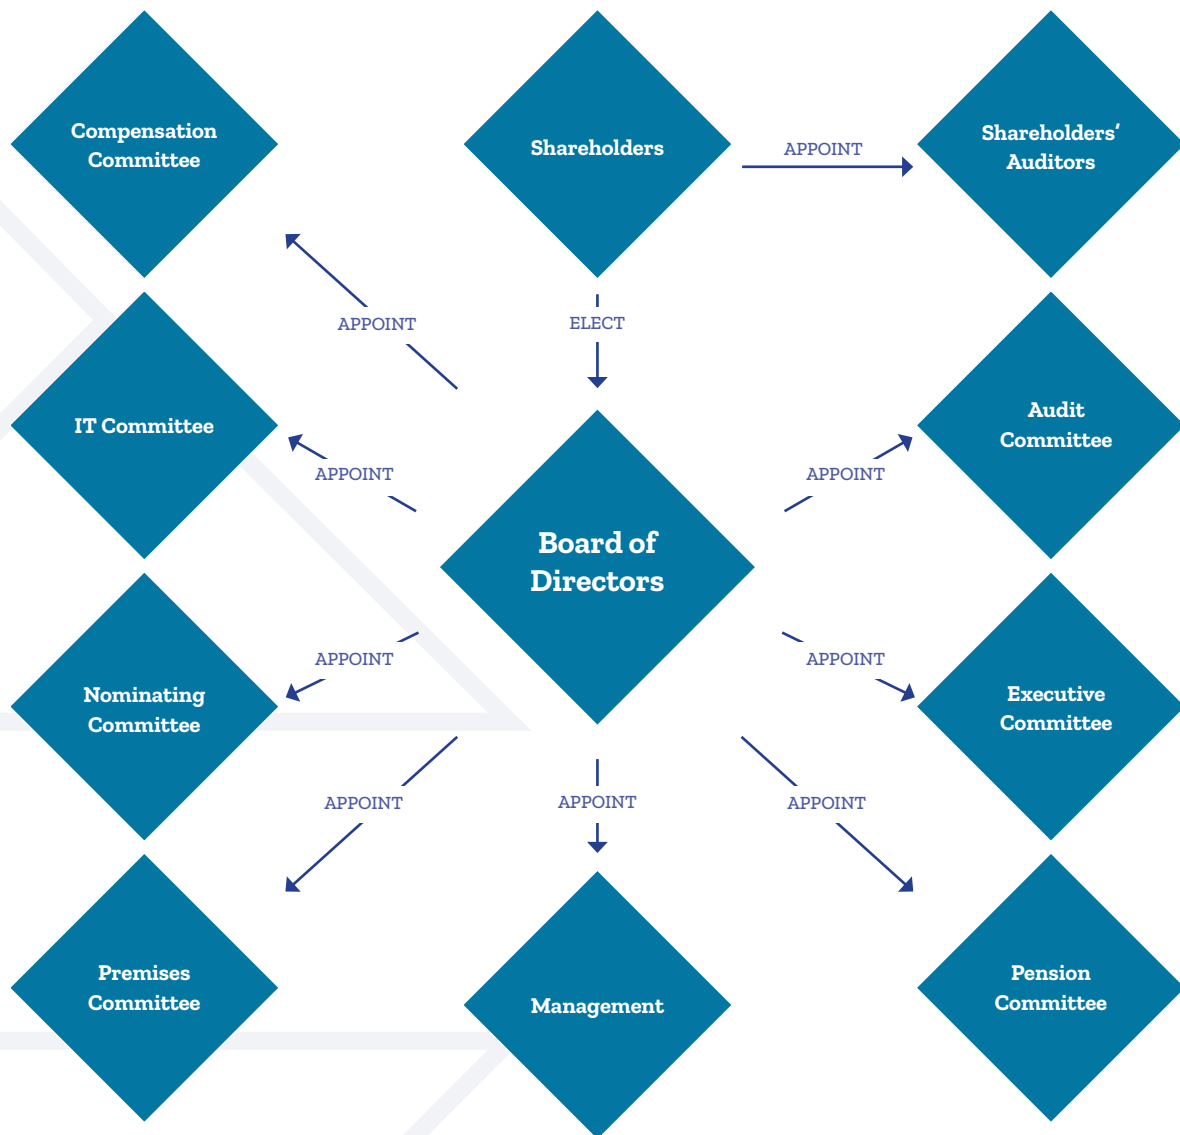 Compensation
Committee
Shareholders
APPOINT
Shareholders’
Auditors
APPOINT
ELECT
IT Committee
Audit
Committee
APPOINT
APPOINT
Board of
Directors
APPOINT
APPOINT
Nominating
Committee
Executive
Committee
APPOINT
APPOINT
APPOINT
Premises
Committee
Management
Pension
Committee